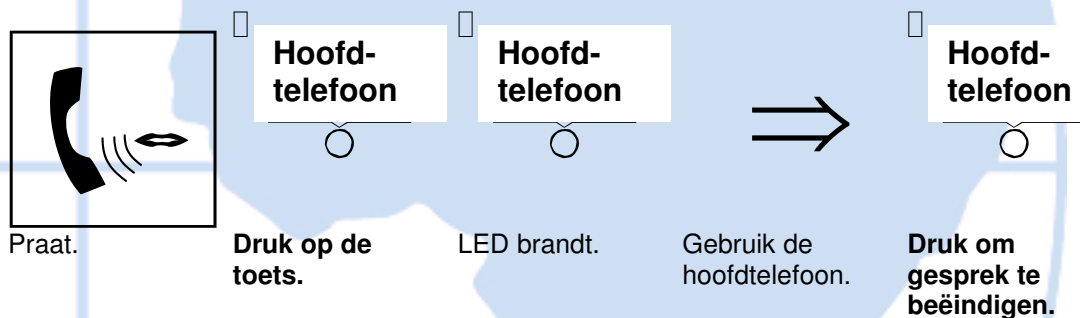 Hoofd-
telefoon
Hoofd-
telefoon
Hoofd-
telefoon
Praat.
Druk op de
toets.
LED brandt.
Gebruik de
hoofdtelefoon.
Druk om
gesprek te
beëindigen.